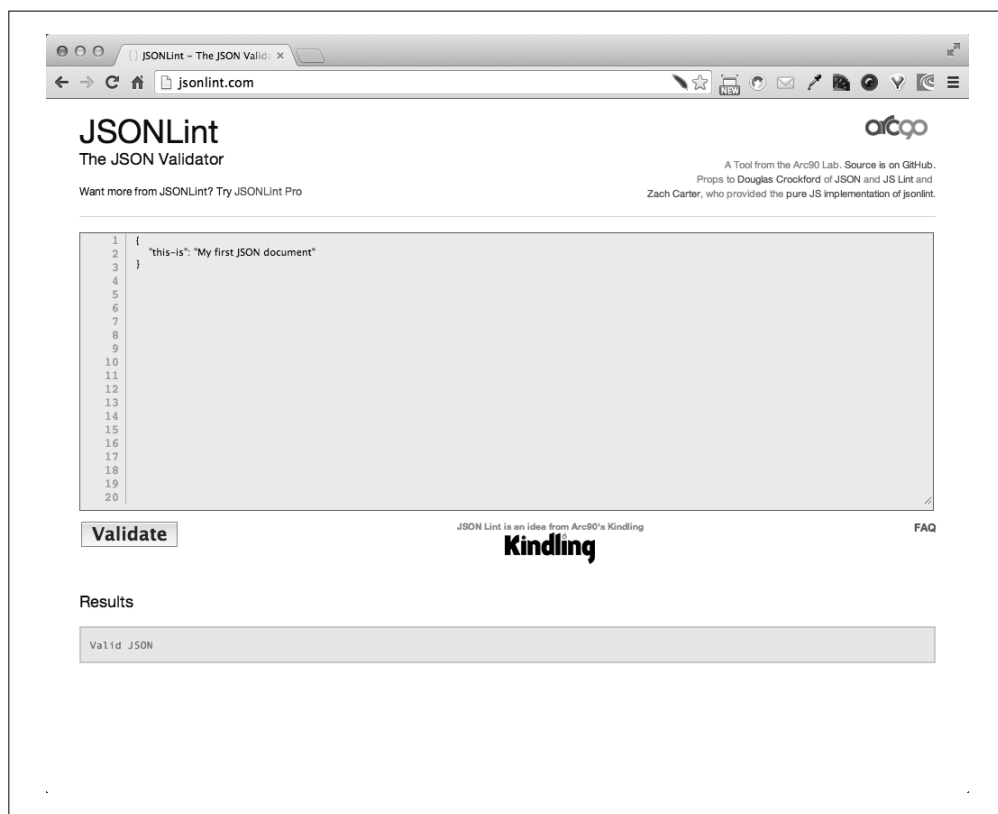 { } JSONLint - The JSON Valid
jsonlint.com
NEW
JSONLint
The JSON Validator
Want more from JSONLint? Try JSONLint Pro
arc90
A Tool from the Arc90 Lab. Source is on GitHub.
Props to Douglas Crockford of JSON and JS Lint and
Zach Carter, who provided the pure JS implementation of jsonlint.
1 {
2 "this-is": "My first JSON document"
3 }
4
5
6
7
8
9
10
11
12
13
14
15
16
17
18
19
20
Validate
JSON Lint is an idea from Arc90's Kindling
Kindling
FAQ
Results
Valid JSON